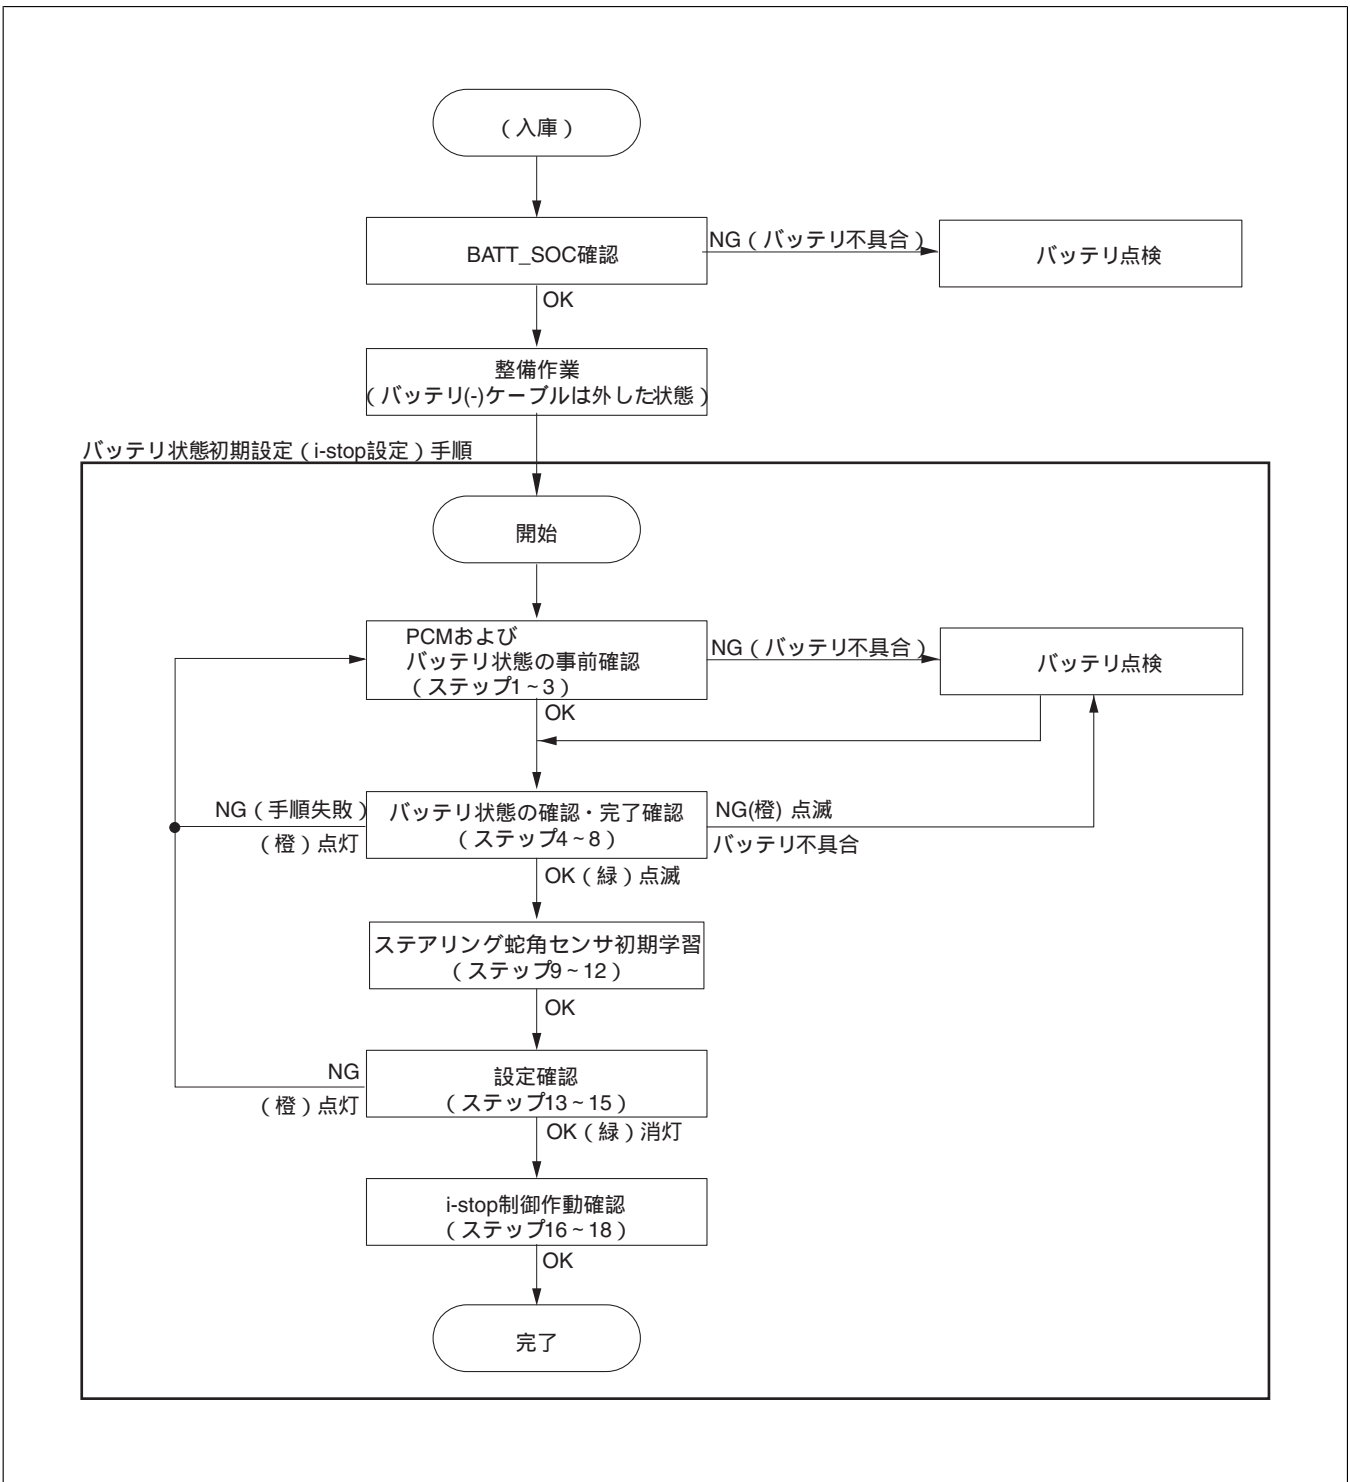 (入庫)
BATT_SOC確認
NG(バッテリ不具合)
バッテリ点検
OK
整備作業
(バッテリ(-)ケーブルは外した状態)
バッテリ状態初期設定(i-stop設定)手順
開始
PCMおよび
バッテリ状態の事前確認
(ステップ1~3)
NG(バッテリ不具合)
バッテリ点検
OK
NG(手順失敗)
(橙)点灯
バッテリ状態の確認・完了確認
(ステップ4~8)
NG(橙) 点滅
バッテリ不具合
OK(緑)点滅
ステアリング蛇角センサ初期学習
(ステップ9~12)
OK
NG
(橙)点灯
設定確認
(ステップ13~15)
OK(緑)消灯
i-stop制御作動確認
(ステップ16~18)
OK
完了